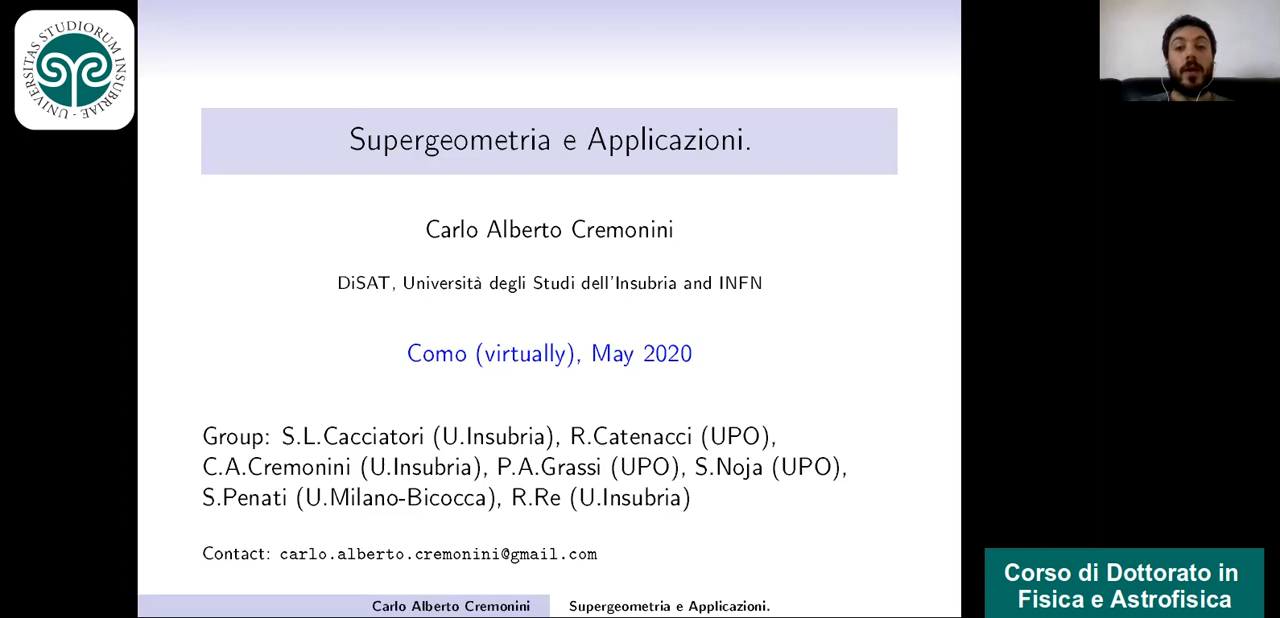 UNIVERSITAS STUDIORUM INSUBRIAE
Supergeometria e Applicazioni.
Carlo Alberto Cremonini
DiSAT, Università degli Studi dell'Insubria and INFN
Como (virtually), May 2020
Group: S.L.Cacciatori (U.Insubria), R.Catenacci (UPO),
C.A.Cremonini (U.Insubria), P.A.Grassi (UPO), S.Noja (UPO),
S.Penati (U.Milano-Bicocca), R.Re (U.Insubria)
Contact: carlo.alberto.cremonini@gmail.com
Carlo Alberto Cremonini
Supergeometria e Applicazioni.
Corso di Dottorato in
Fisica e Astrofisica